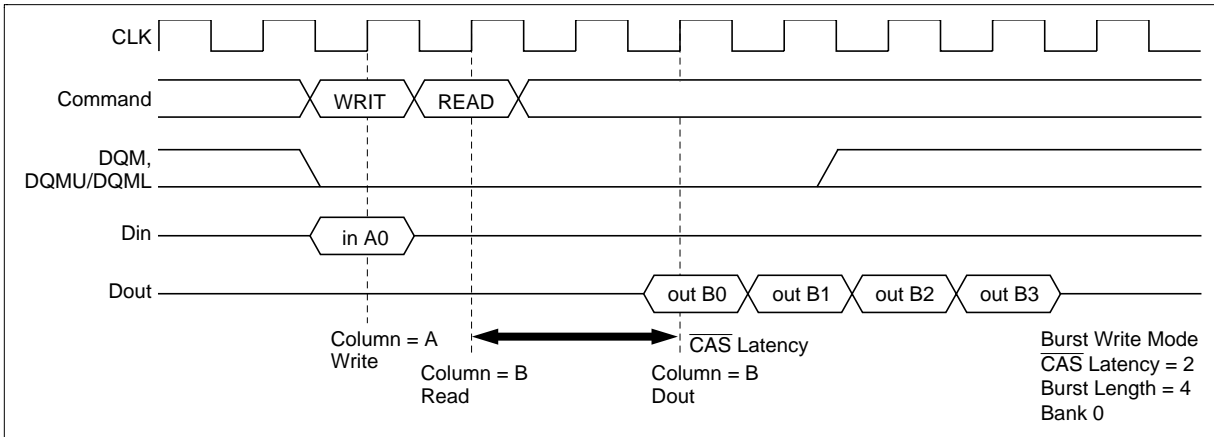 CLK
Command
WRIT
READ
DQM,
DQMU/DQML
Din
in A0
Dout
out B0
out B1
out B2
out B3
Column = A
Write
CAS Latency
Column = B
Read
Column = B
Dout
Burst Write Mode
CAS Latency = 2
Burst Length = 4
Bank 0